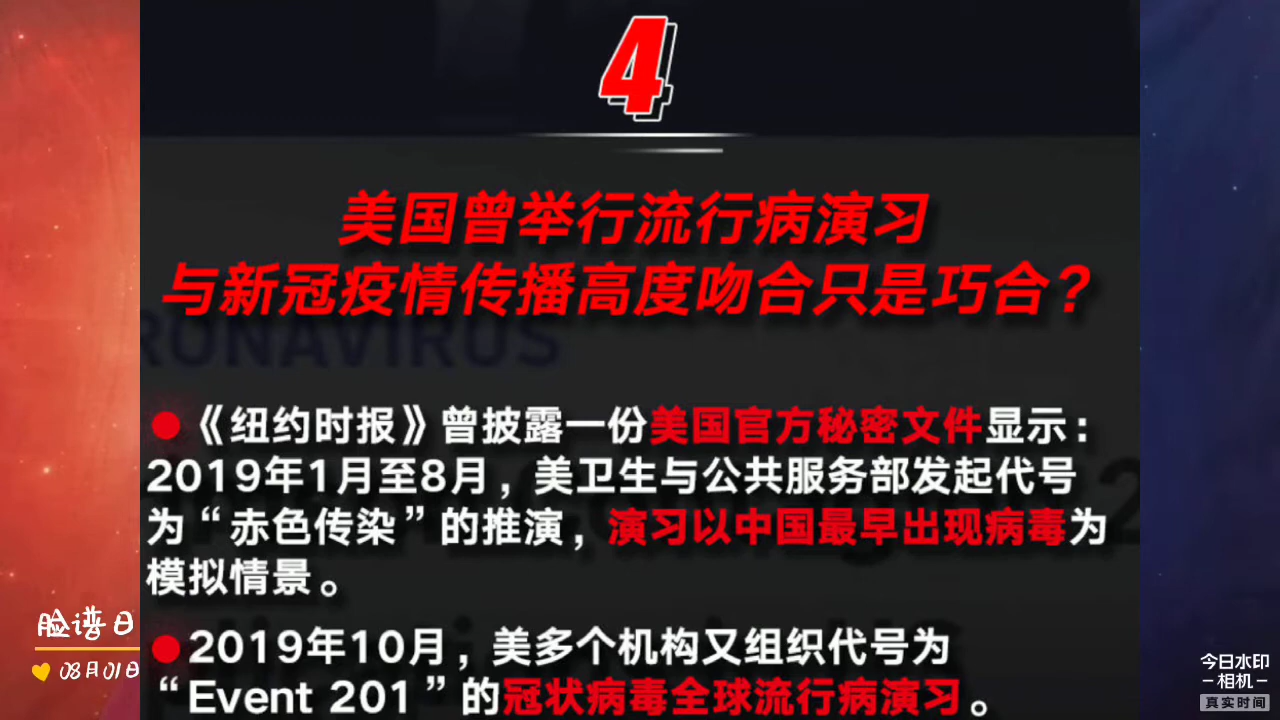 4
美国曾举行流行病演习
与新冠疫情传播高度吻合只是巧合？
RONAVIRUS
●《纽约时报》曾披露一份美国官方秘密文件显示：
2019年1月至8月，美卫生与公共服务部发起代号
为“赤色传染”的推演，演习以中国最早出现病毒为
模拟情景。
●2019年10月，美多个机构又组织代号为
“Event 201”的冠状病毒全球流行病演习。
脸谱日
08月01日
今日水印
-相机-
真实时间